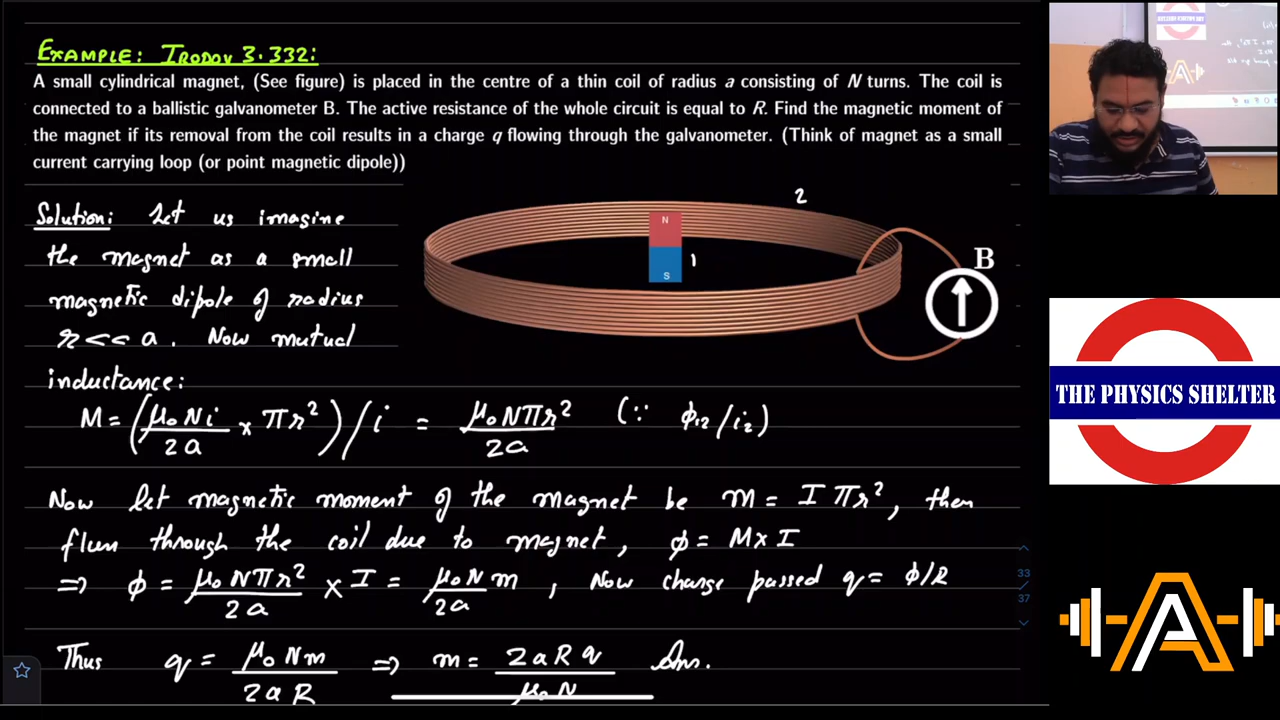 EXAMPLE: IRODOV 3.332:
A small cylindrical magnet, (See figure) is placed in the centre of a thin coil of radius a consisting of N turns. The coil is
connected to a ballistic galvanometer B. The active resistance of the whole circuit is equal to R. Find the magnetic moment of
the magnet if its removal from the coil results in a charge q flowing through the galvanometer. (Think of magnet as a small
current carrying loop (or point magnetic dipole))
Solution: Let us imagine
the magnet as a small
magnetic dipole of radius
r << a. Now mutual
inductance:
2
N
1
S
B
M = (μ₀Ni/2a × πr²)/i = μ₀Nπr²/2a (∵ ϕ₁₂/i₂)
Now let magnetic moment of the magnet be m = Iπr², then
flux through the coil due to magnet, ϕ = M×I
⇒ ϕ = μ₀Nπr²/2a × I = μ₀N/2a m, Now charge passed q = ϕ/R
Thus q = μ₀Nm/2aR ⇒ m = 2aRq/μ₀N Ans.
33
37
THE PHYSICS SHELTER
A